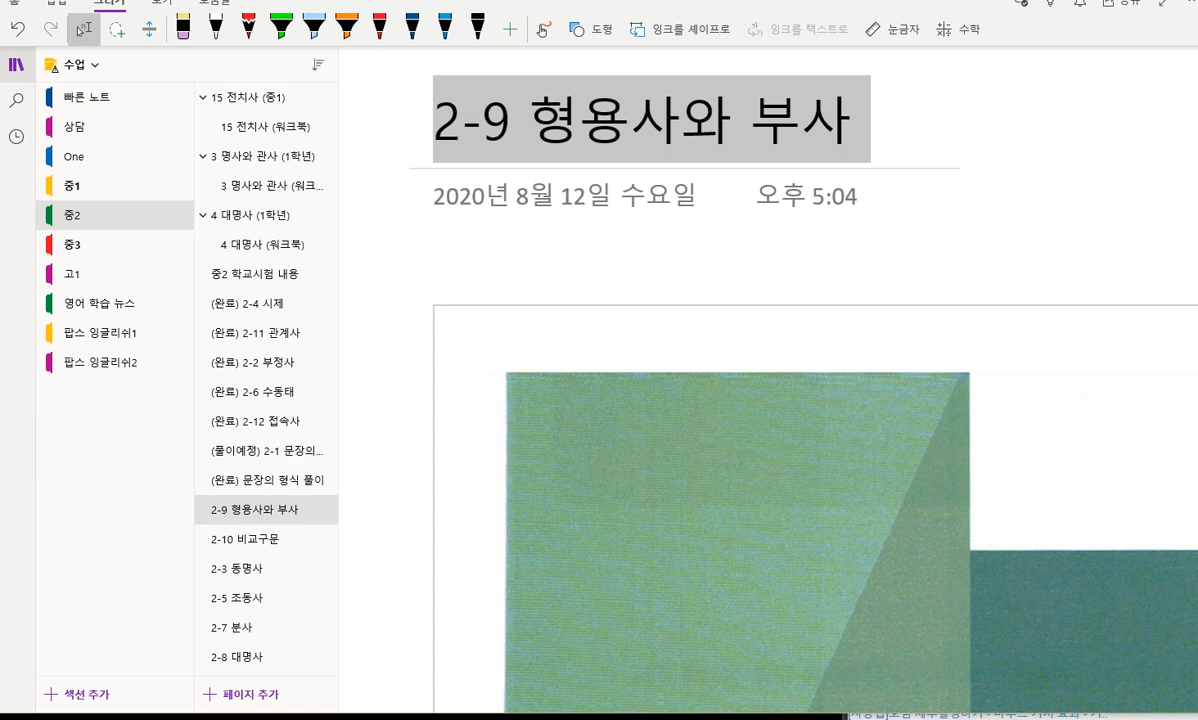 그리기
도형
잉크를 셰이프로
잉크를 텍스트로
눈금자
수학
수업
빠른 노트
상담
One
중1
중2
중3
고1
영어 학습 뉴스
팝스 잉글리쉬1
팝스 잉글리쉬2
섹션 추가
15 전치사 (중1)
15 전치사 (워크북)
3 명사와 관사 (1학년)
3 명사와 관사 (워크...
4 대명사 (1학년)
4 대명사 (워크북)
중2 학교시험 내용
(완료) 2-4 시제
(완료) 2-11 관계사
(완료) 2-2 부정사
(완료) 2-6 수동태
(완료) 2-12 접속사
(풀이예정) 2-1 문장의...
(완료) 문장의 형식 풀이
2-9 형용사와 부사
2-10 비교구문
2-3 동명사
2-5 조동사
2-7 분사
2-8 대명사
페이지 추가
2-9 형용사와 부사
2020년 8월 12일 수요일 오후 5:04